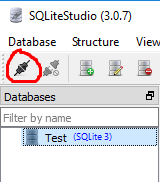 SQLiteStudio (3.0.7)
Database Structure View
Databases
Filter by name
Test (SQLite 3)